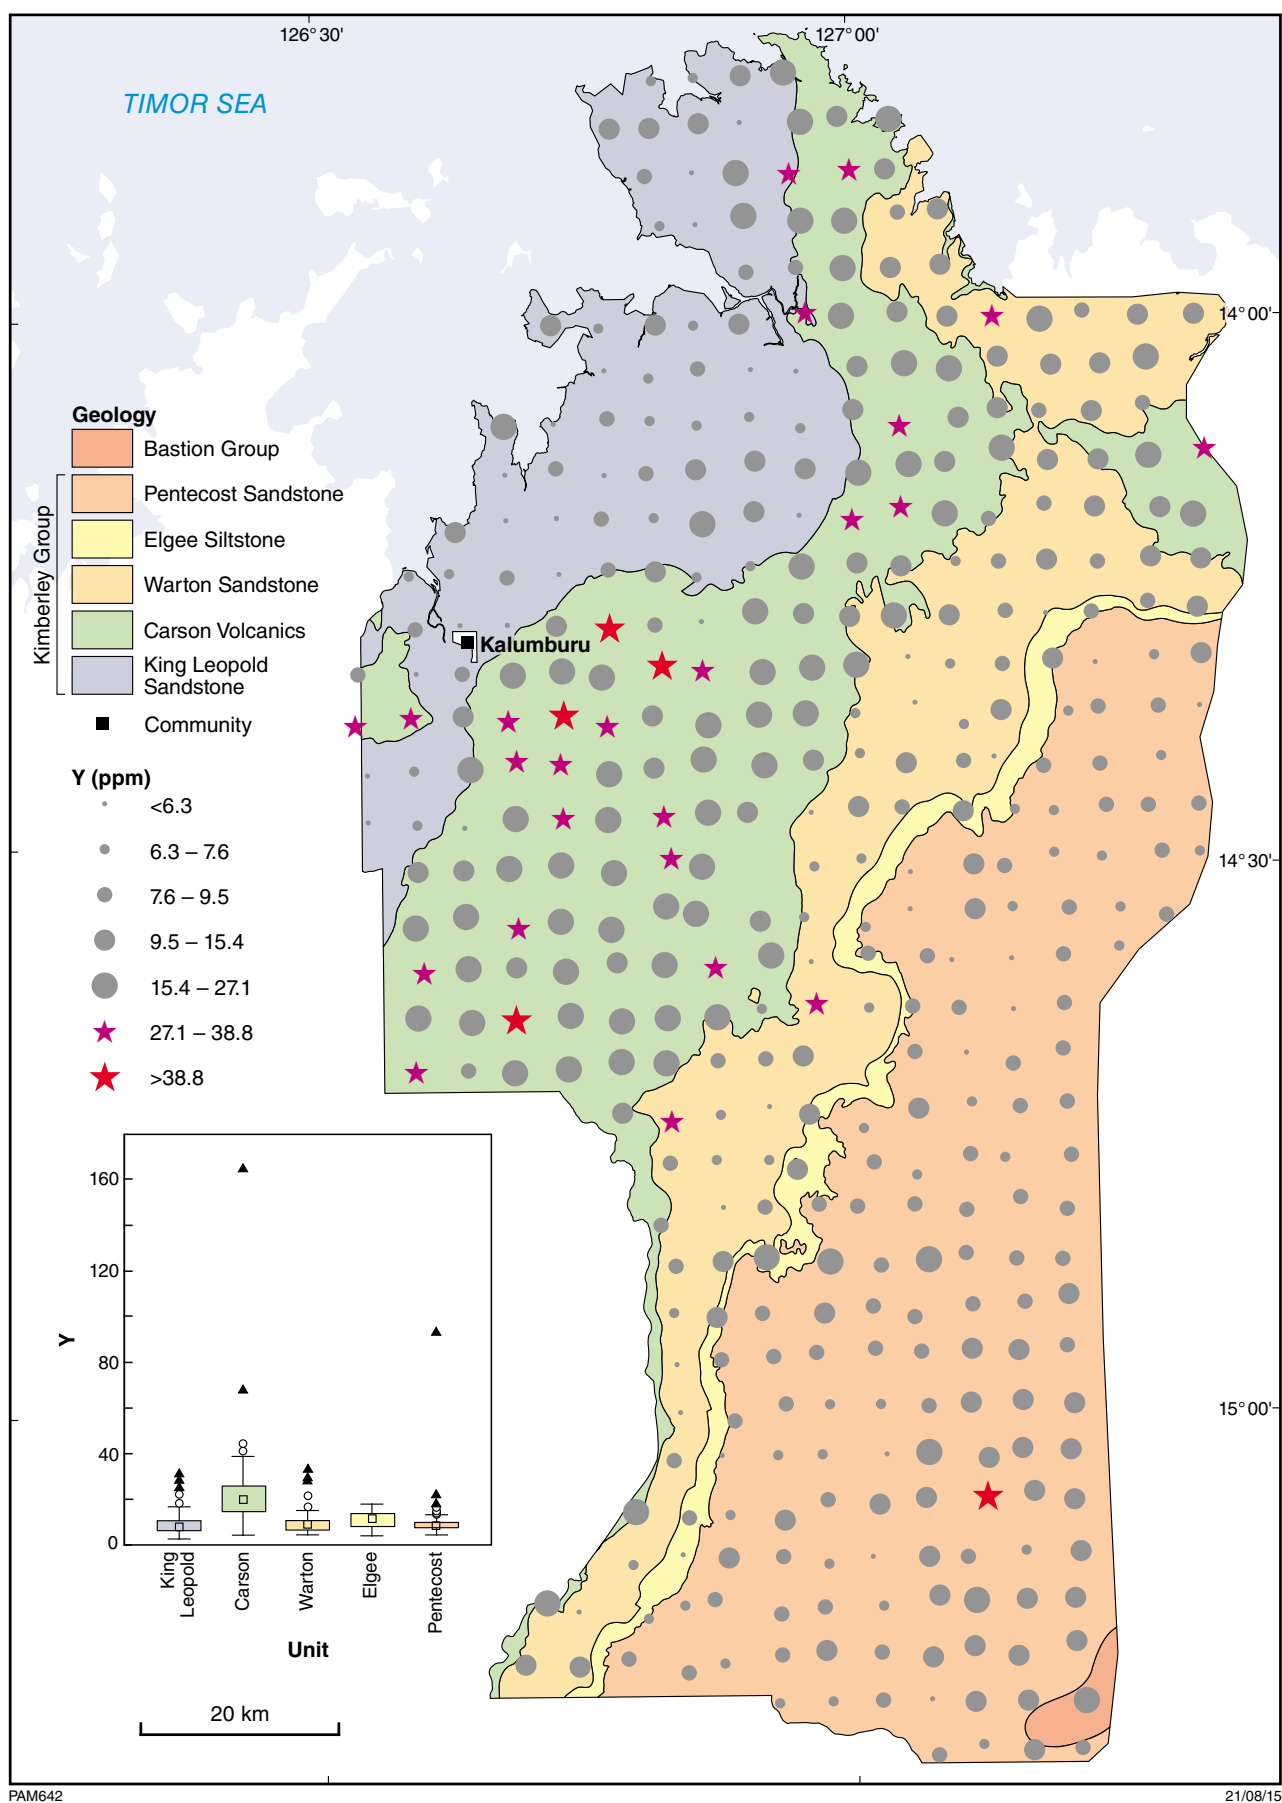 126° 30'
127° 00'
TIMOR SEA
14° 00'
Geology
Bastion Group
Kimberley Group
Pentecost Sandstone
Elgee Siltstone
Warton Sandstone
Carson Volcanics
King Leopold
Sandstone
Community
Kalumburu
Y (ppm)
<6.3
6.3 – 7.6
7.6 – 9.5
9.5 – 15.4
15.4 – 27.1
27.1 – 38.8
>38.8
14° 30'
160
120
80
40
0
Y
King
Leopold
Carson
Warton
Elgee
Pentecost
Unit
15° 00'
20 km
PAM642
21/08/15